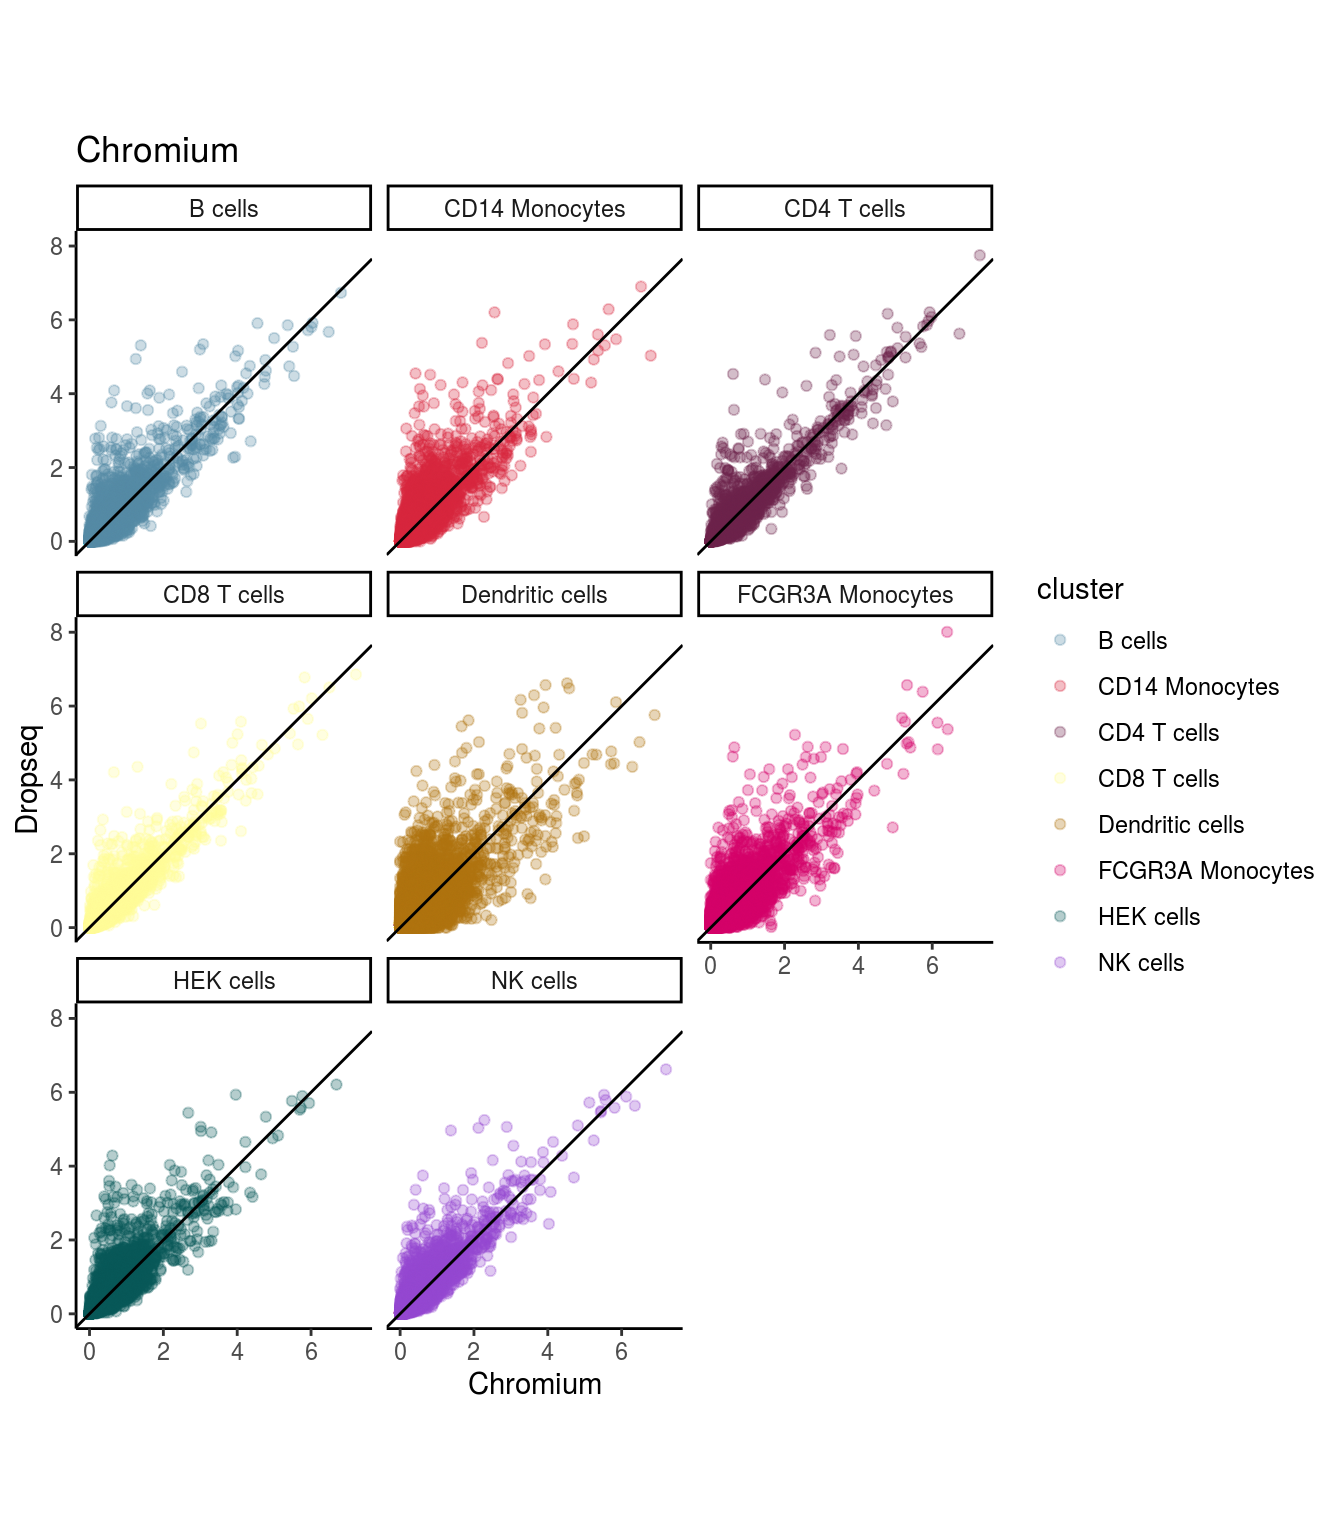 Chromium
B cells
CD14 Monocytes
CD4 T cells
8
6
4
2
0
CD8 T cells
Dendritic cells
FCGR3A Monocytes
8
6
4
2
0
0 2 4 6
HEK cells
NK cells
8
6
4
2
0
0 2 4 6
0 2 4 6
Chromium
Dropseq
cluster
B cells
CD14 Monocytes
CD4 T cells
CD8 T cells
Dendritic cells
FCGR3A Monocytes
HEK cells
NK cells